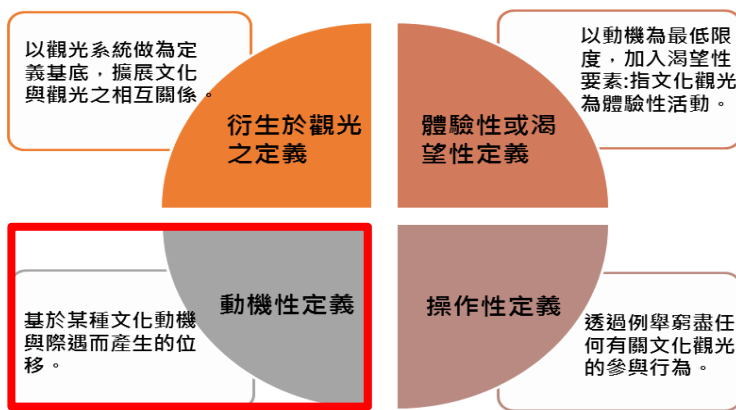 以觀光系統做為定
義基底，擴展文化
與觀光之相互關係。
衍生於觀光
之定義
體驗性或渴
望性定義
以動機為最低限
度，加入渴望性
要素:指文化觀光
為體驗性活動。
基於某種文化動機
與際遇而產生的位
移。
動機性定義
操作性定義
透過例舉窮盡任
何有關文化觀光
的參與行為。